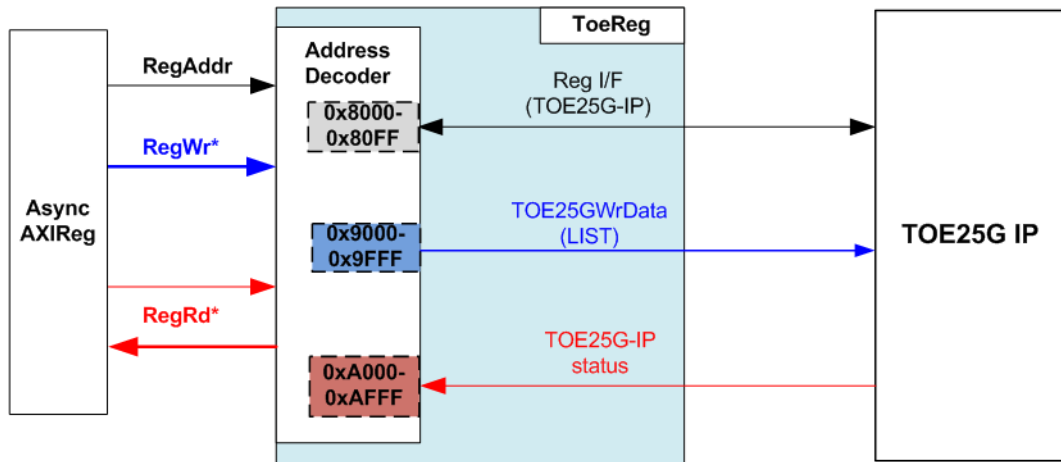 ToeReg
Address
Decoder
RegAddr
Reg I/F
(TOE25G-IP)
0x8000-
0x80FF
RegWr*
Async
AXIReg
TOE25GWrData
(LIST)
0x9000-
0x9FFF
TOE25G IP
RegRd*
TOE25G-IP
status
0xA000-
0xAFFF